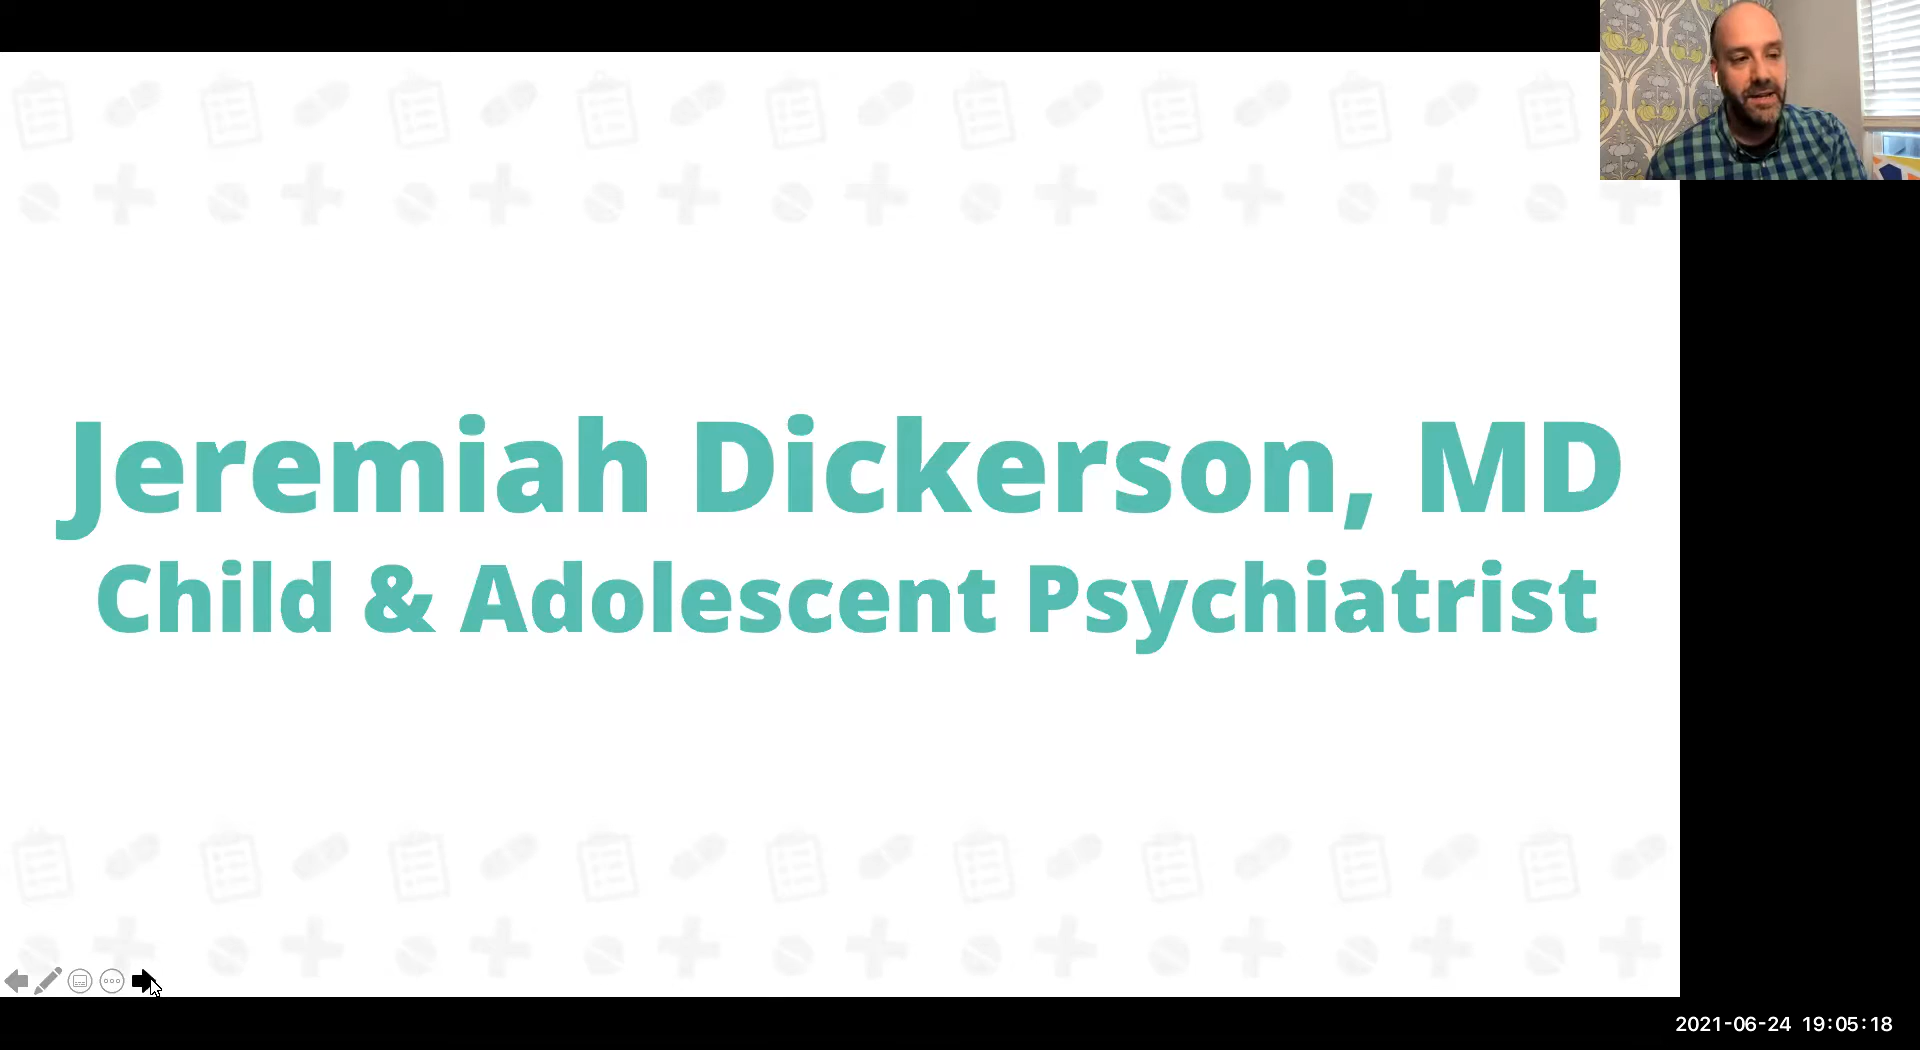 Jeremiah Dickerson, MD
Child & Adolescent Psychiatrist
2021-06-24 19:05:18